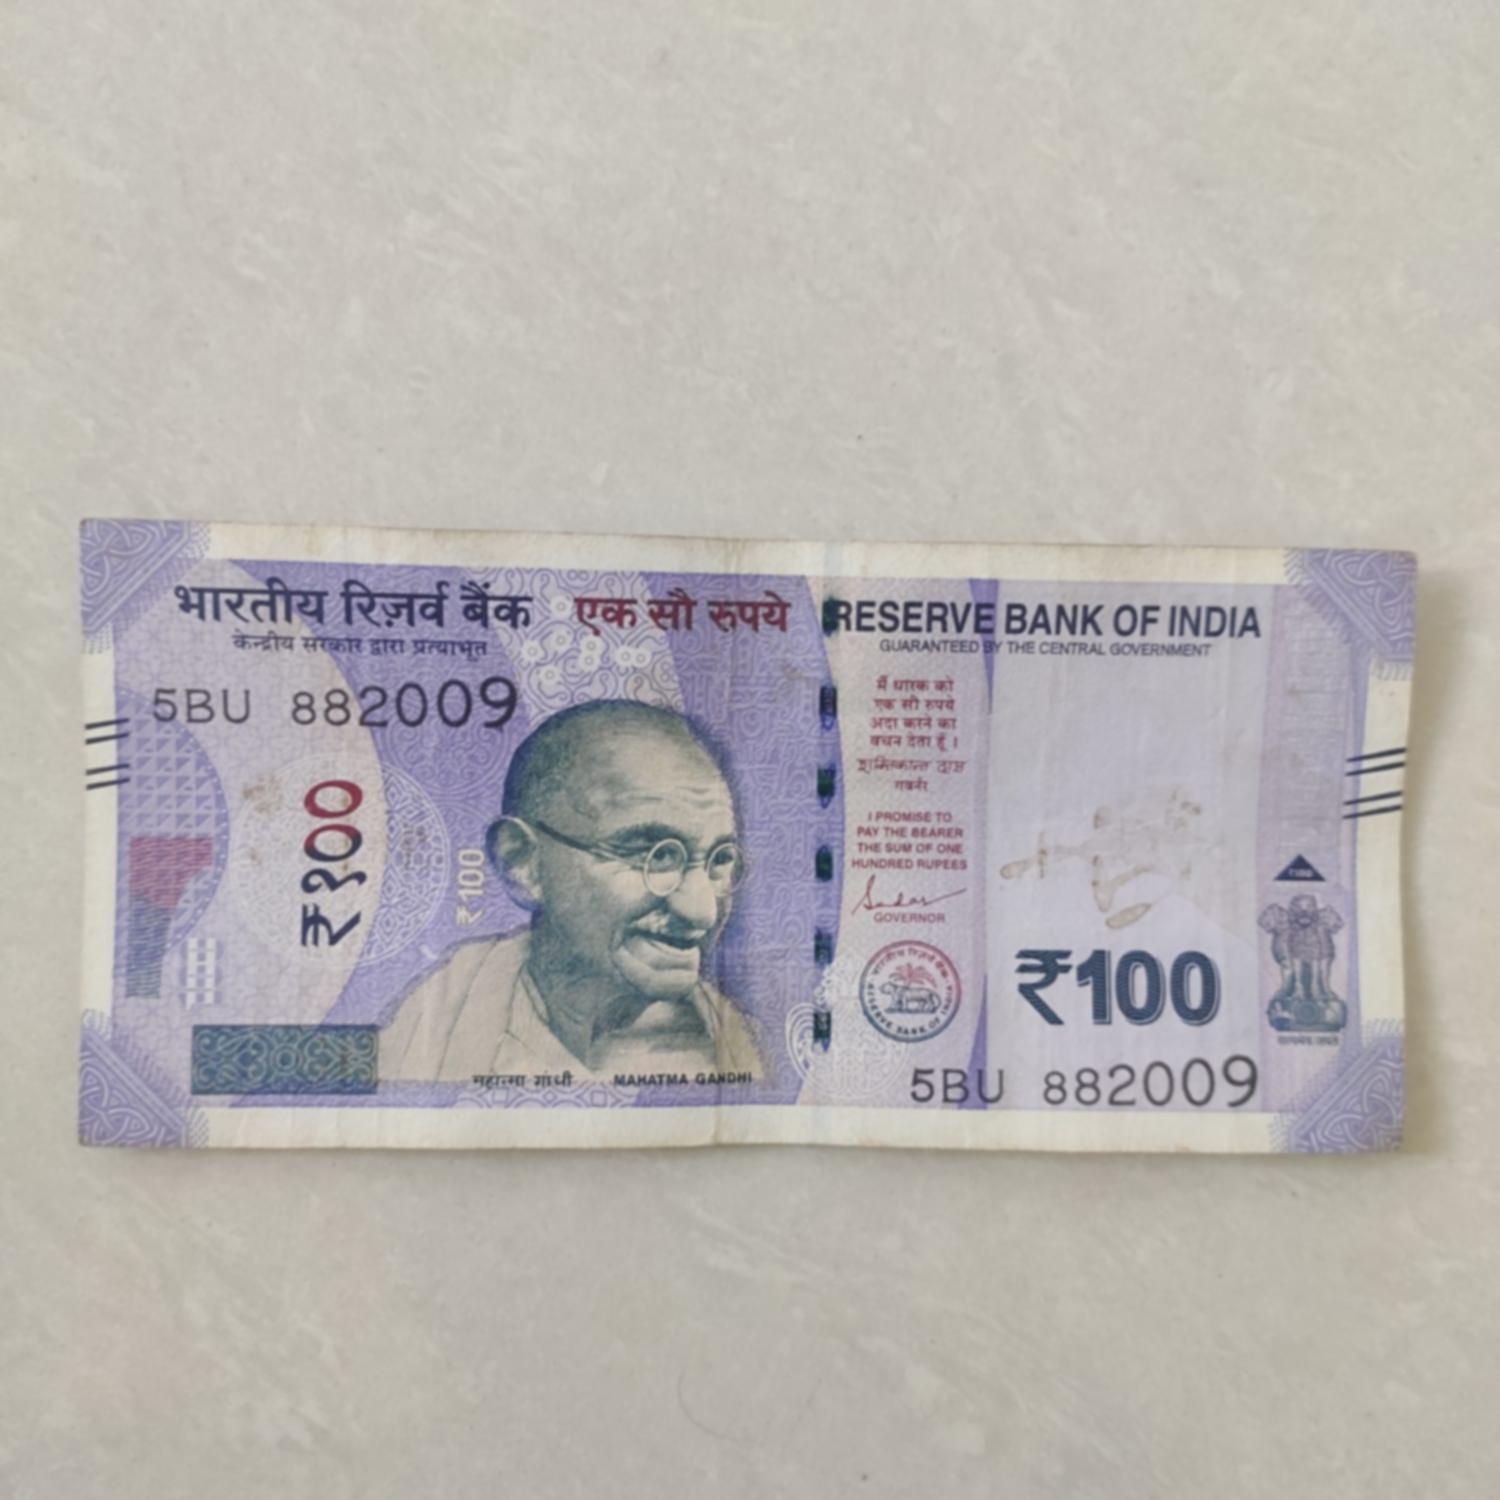 भारतीय रिज़र्व बैंक एक सौ रुपये RESERVE BANK OF INDIA
केन्द्रीय सरकार द्वारा प्रत्याभूत GUARANTEED BY THE CENTRAL GOVERNMENT
5BU 882009
₹१००
₹100
मैं धारक को
एक सौ रुपये
अदा करने का
वचन देता हूँ ।
शक्तिकान्त दास
गवर्नर
I PROMISE TO
PAY THE BEARER
THE SUM OF ONE
HUNDRED RUPEES
GOVERNOR
भारतीय रिज़र्व बैंक
RESERVE BANK OF INDIA
₹100
सत्यमेव जयते
महात्मा गांधी MAHATMA GANDHI
5BU 882009